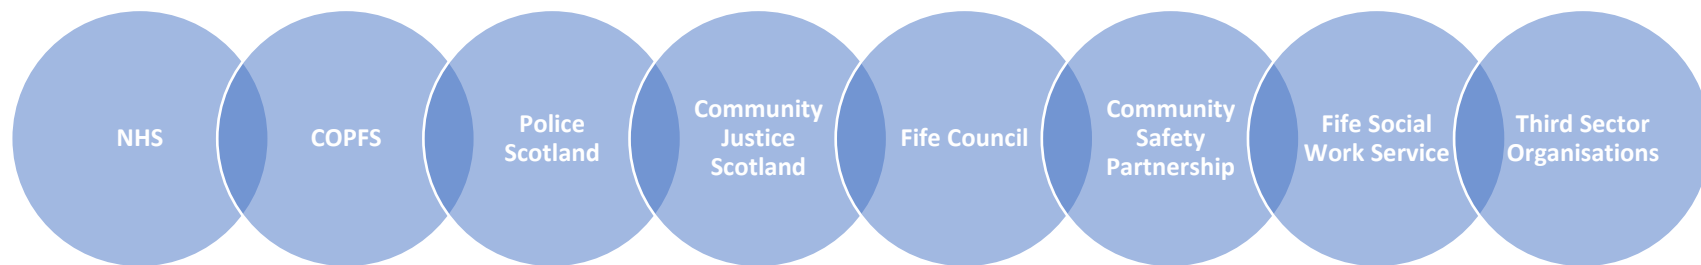 NHS
COPFS
Police
Scotland
Community
Justice
Scotland
Fife Council
Community
Safety
Partnership
Fife Social
Work Service
Third Sector
Organisations